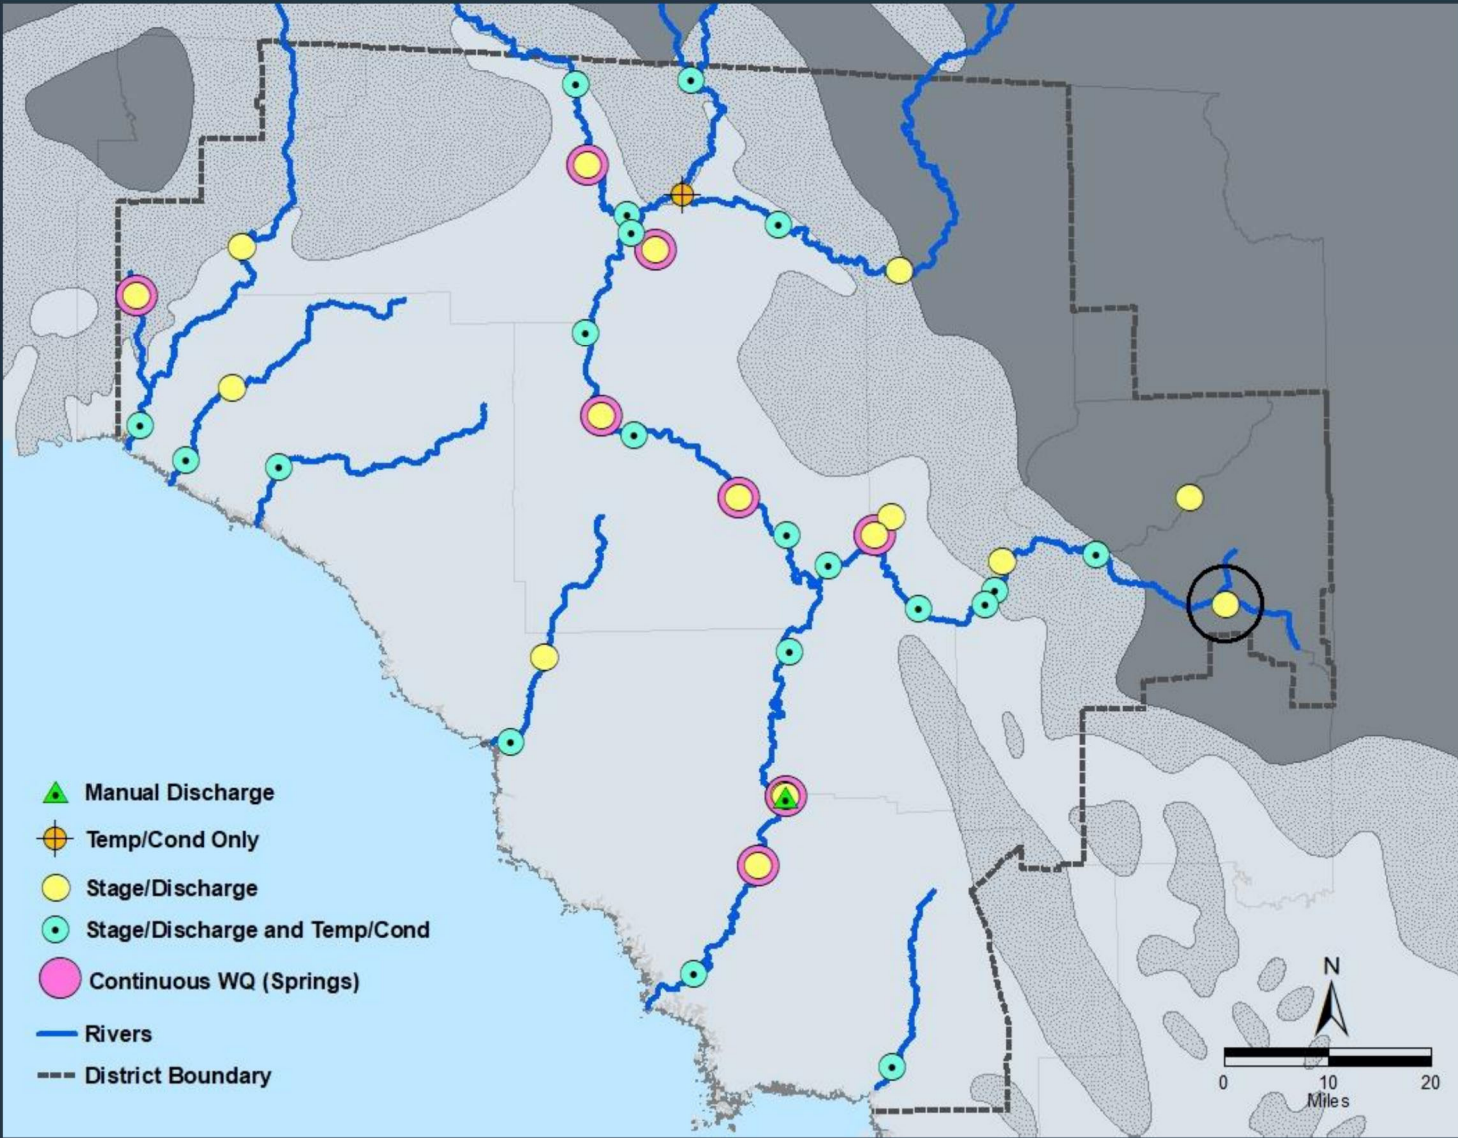 Manual Discharge
Temp/Cond Only
Stage/Discharge
Stage/Discharge and Temp/Cond
Continuous WQ (Springs)
Rivers
District Boundary
N
0 10 20
Miles